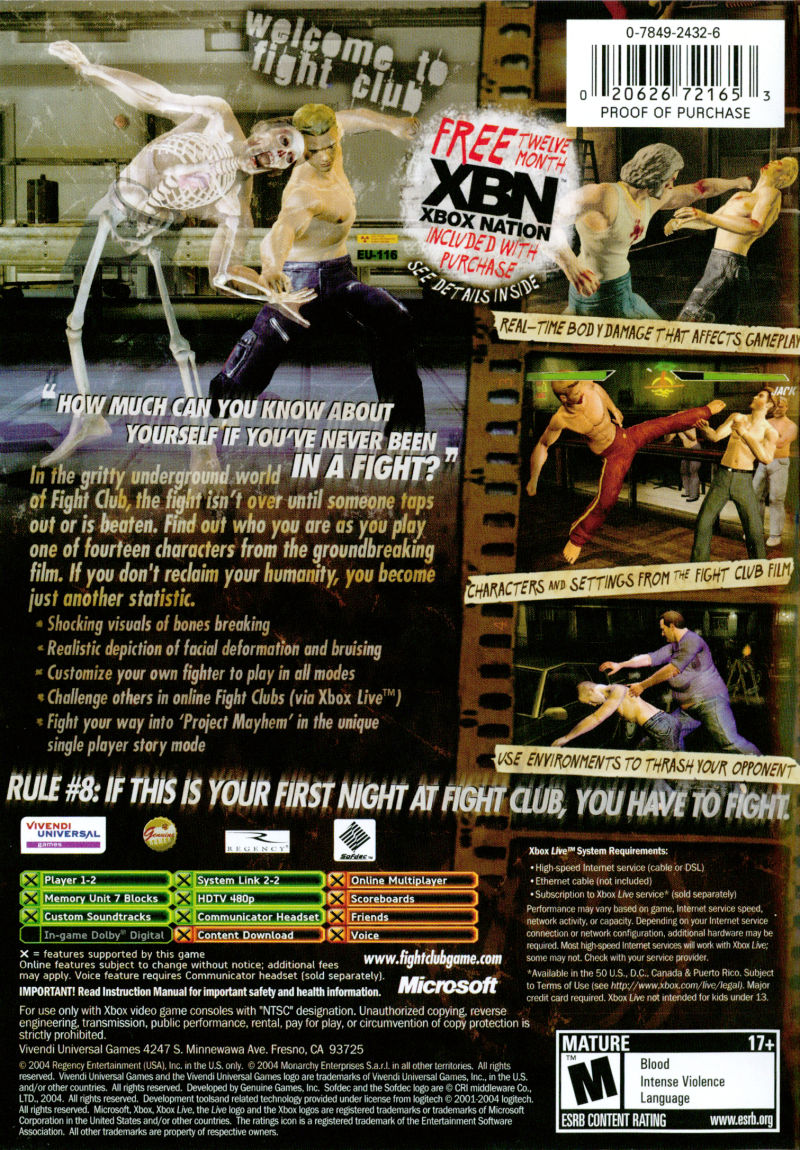 welcome to
fight club
0-7849-2432-6
0 20626 72165 3
PROOF OF PURCHASE
FREE TWELVE
MONTH
XBN™
XBOX NATION
INCLUDED WITH
PURCHASE
SEE DETAILS INSIDE
EU-116
REAL-TIME BODY DAMAGE THAT AFFECTS GAMEPLAY
JACK
CHARACTERS AND SETTINGS FROM THE FIGHT CLUB FILM
USE ENVIRONMENTS TO THRASH YOUR OPPONENT
"HOW MUCH CAN YOU KNOW ABOUT
YOURSELF IF YOU'VE NEVER BEEN
IN A FIGHT?"
In the gritty underground world
of Fight Club, the fight isn't over until someone taps
out or is beaten. Find out who you are as you play
one of fourteen characters from the groundbreaking
film. If you don't reclaim your humanity, you become
just another statistic.
• Shocking visuals of bones breaking
• Realistic depiction of facial deformation and bruising
• Customize your own fighter to play in all modes
• Challenge others in online Fight Clubs (via Xbox Live™)
• Fight your way into 'Project Mayhem' in the unique
single player story mode
RULE #8: IF THIS IS YOUR FIRST NIGHT AT FIGHT CLUB, YOU HAVE TO FIGHT.
VIVENDI
UNIVERSAL
games
Genuine
REGENCY
Sofdec™
Player 1-2
System Link 2-2
Online Multiplayer
Memory Unit 7 Blocks
HDTV 480p
Scoreboards
Custom Soundtracks
Communicator Headset
Friends
In-game Dolby® Digital
Content Download
Voice
X = features supported by this game
Online features subject to change without notice; additional fees
may apply. Voice feature requires Communicator headset (sold separately).
www.fightclubgame.com
IMPORTANT! Read Instruction Manual for important safety and health information.
Microsoft
For use only with Xbox video game consoles with "NTSC" designation. Unauthorized copying, reverse
engineering, transmission, public performance, rental, pay for play, or circumvention of copy protection is
strictly prohibited.
Vivendi Universal Games 4247 S. Minnewawa Ave. Fresno, CA 93725
© 2004 Regency Entertainment (USA), Inc. in the U.S. only. © 2004 Monarchy Enterprises S.a.r.l. in all other territories. All rights
reserved. Vivendi Universal Games and the Vivendi Universal Games logo are trademarks of Vivendi Universal Games, Inc., in the U.S.
and/or other countries. All rights reserved. Developed by Genuine Games, Inc. Sofdec and the Sofdec logo are © CRI middleware Co.,
LTD., 2004. All rights reserved. Development toolsand related technology provided under license from logitech © 2001-2004 logitech.
All rights reserved. Microsoft, Xbox, Xbox Live, the Live logo and the Xbox logos are registered trademarks or trademarks of Microsoft
Corporation in the United States and/or other countries. The ratings icon is a registered trademark of the Entertainment Software
Association. All other trademarks are property of respective owners.
Xbox Live™ System Requirements:
• High-speed Internet service (cable or DSL)
• Ethernet cable (not included)
• Subscription to Xbox Live service* (sold separately)
Performance may vary based on game, Internet service speed,
network activity, or capacity. Depending on your Internet service
connection or network configuration, additional hardware may be
required. Most high-speed Internet services will work with Xbox Live;
some may not. Check with your service provider.
*Available in the 50 U.S., D.C., Canada & Puerto Rico. Subject
to Terms of Use (see http://www.xbox.com/live/legal). Major
credit card required. Xbox Live not intended for kids under 13.
MATURE 17+
™
M
Blood
Intense Violence
Language
ESRB CONTENT RATING www.esrb.org